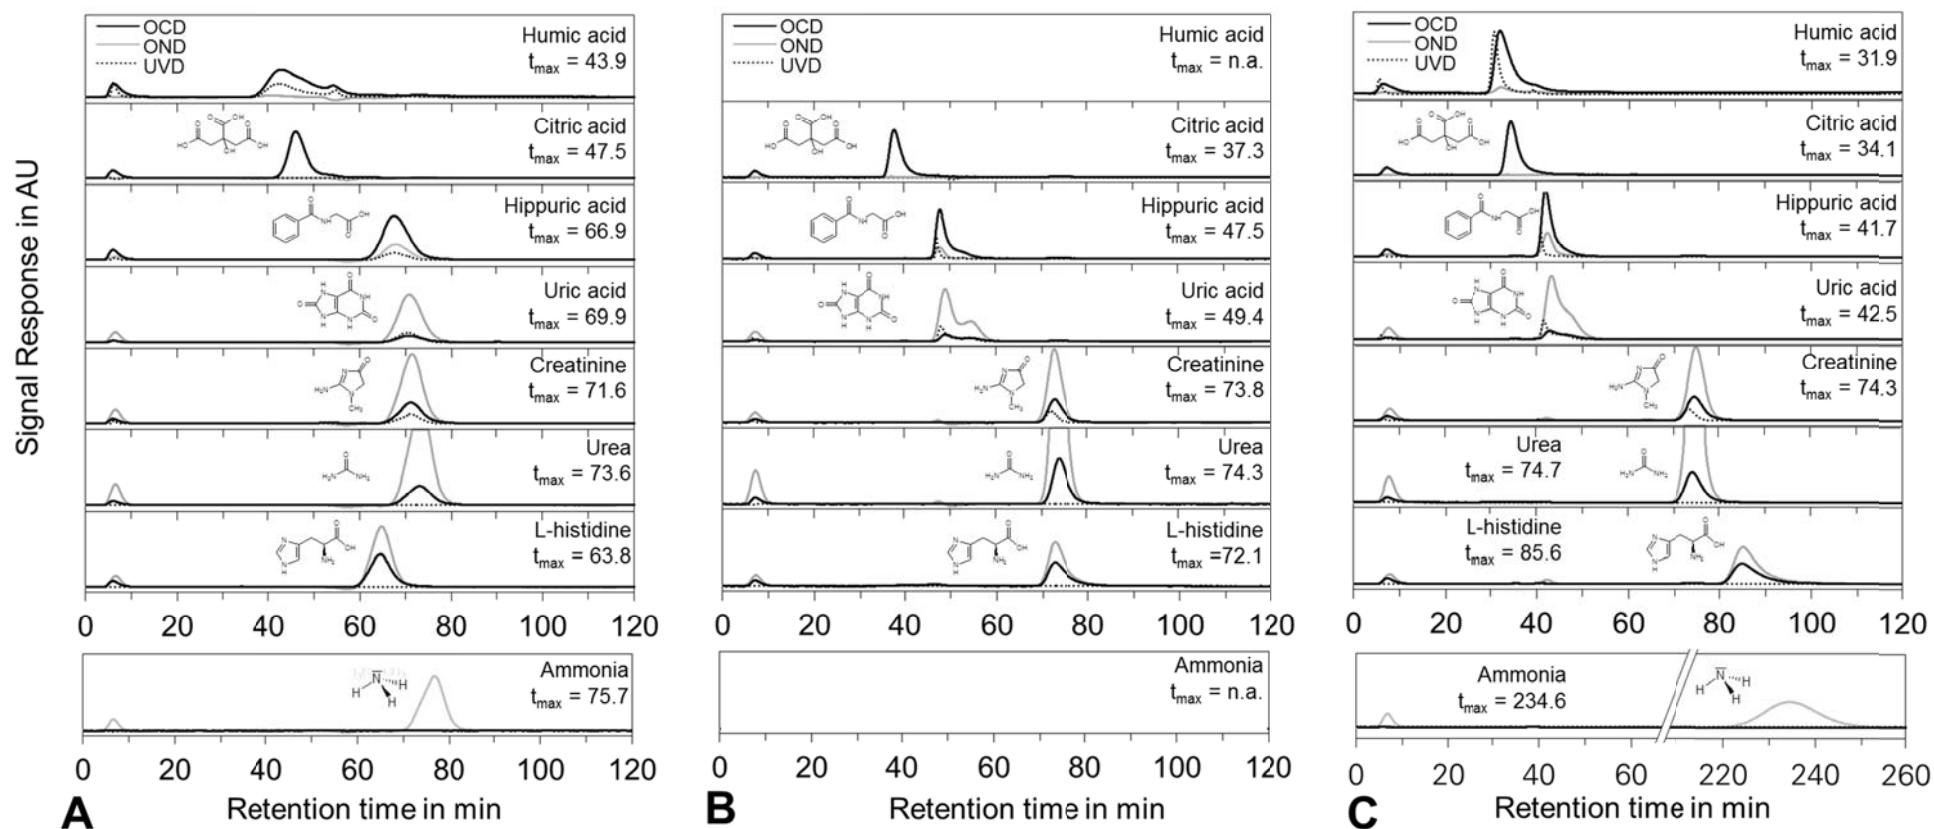 Signal Response in AU
OCD
OND
UVD
Humic acid
tmax = 43.9
Citric acid
tmax = 47.5
Hippuric acid
tmax = 66.9
Uric acid
tmax = 69.9
Creatinine
tmax = 71.6
Urea
tmax = 73.6
L-histidine
tmax = 63.8
0 20 40 60 80 100 120
Ammonia
tmax = 75.7
0 20 40 60 80 100 120
Retention time in min
A
OCD
OND
UVD
Humic acid
tmax = n.a.
Citric acid
tmax = 37.3
Hippuric acid
tmax = 47.5
Uric acid
tmax = 49.4
Creatinine
tmax = 73.8
Urea
tmax = 74.3
L-histidine
tmax =72.1
0 20 40 60 80 100 120
Ammonia
tmax = n.a.
0 20 40 60 80 100 120
Retention time in min
B
OCD
OND
UVD
Humic acid
tmax = 31.9
Citric acid
tmax = 34.1
Hippuric acid
tmax = 41.7
Uric acid
tmax = 42.5
Creatinine
tmax = 74.3
Urea
tmax = 74.7
L-histidine
tmax = 85.6
0 20 40 60 80 100 120
Ammonia
tmax = 234.6
0 20 40 220 240 260
Retention time in min
C